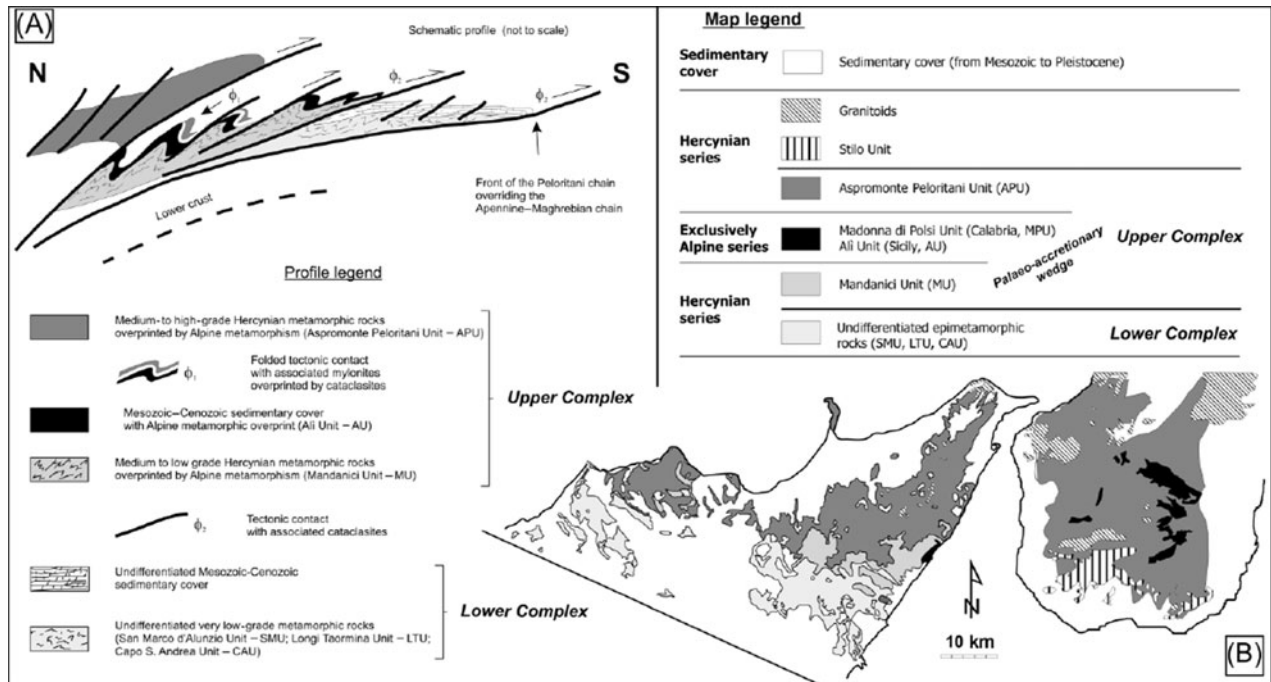 (A)
Schematic profile (not to scale)
N
S
ϕ1
ϕ2
ϕ2
Lower crust
Front of the Peloritani chain
overriding the
Apennine–Maghrebian chain
Profile legend
Medium-to high-grade Hercynian metamorphic rocks
overprinted by Alpine metamorphism (Aspromonte Peloritani Unit – APU)
ϕ1
Folded tectonic contact
with associated mylonites
overprinted by cataclasites
Mesozoic–Cenozoic sedimentary cover
with Alpine metamorphic overprint (Alì Unit – AU)
Medium to low grade Hercynian metamorphic rocks
overprinted by Alpine metamorphism (Mandanici Unit – MU)
Upper Complex
ϕ2
Tectonic contact
with associated cataclasites
Undifferentiated Mesozoic-Cenozoic
sedimentary cover
Undifferentiated very low-grade metamorphic rocks
(San Marco d'Alunzio Unit – SMU; Longi Taormina Unit – LTU;
Capo S. Andrea Unit – CAU)
Lower Complex
Map legend
Sedimentary
cover
Sedimentary cover (from Mesozoic to Pleistocene)
Hercynian
series
Granitoids
Stilo Unit
Aspromonte Peloritani Unit (APU)
Exclusively
Alpine series
Madonna di Polsi Unit (Calabria, MPU)
Alì Unit (Sicily, AU)
Palaeo-accretionary
wedge
Upper Complex
Hercynian
series
Mandanici Unit (MU)
Undifferentiated epimetamorphic
rocks (SMU, LTU, CAU)
Lower Complex
N
10 km
(B)